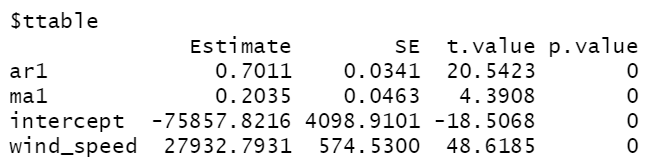 $ttable
Estimate SE t.value p.value
ar1 0.7011 0.0341 20.5423 0
ma1 0.2035 0.0463 4.3908 0
intercept -75857.8216 4098.9101 -18.5068 0
wind_speed 27932.7931 574.5300 48.6185 0